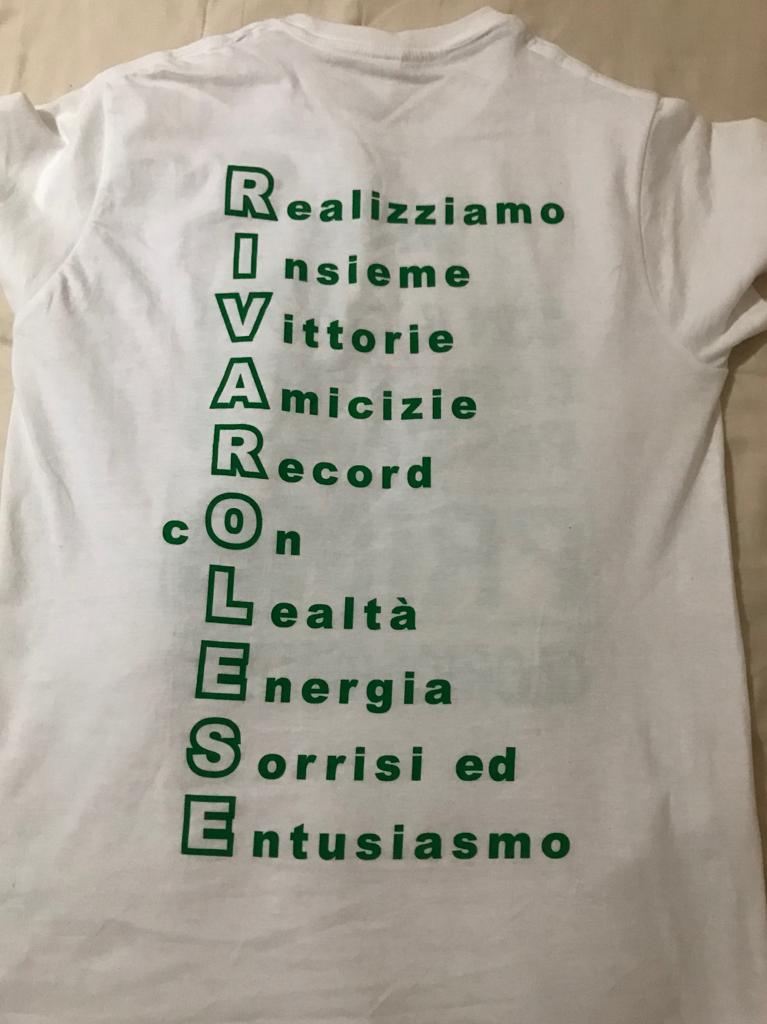 Realizziamo
Insieme
Vittorie
Amicizie
Record
cOn
Lealtà
Energia
Sorrisi ed
Entusiasmo